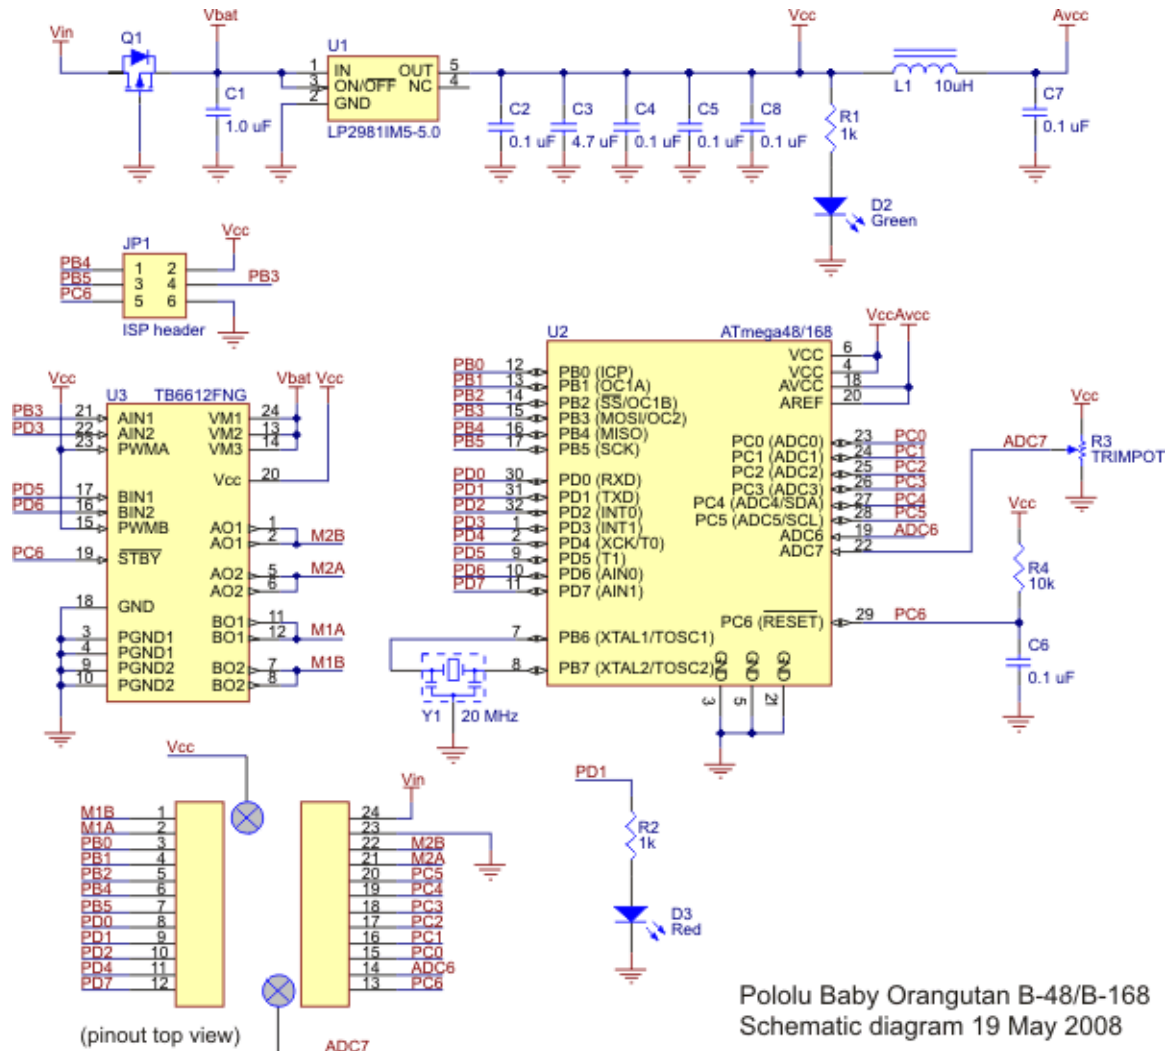 Vin
Q1
Vbat
U1
1 IN OUT 5
3 ON/OFF NC 4
2 GND
LP2981IM5-5.0
C1
1.0 uF
C2
0.1 uF
C3
4.7 uF
C4
0.1 uF
C5
0.1 uF
C8
0.1 uF
Vcc
R1
1k
D2
Green
L1 10uH
Avcc
C7
0.1 uF
JP1
Vcc
PB4 1 2
PB5 3 4 PB3
PC6 5 6
ISP header
Vcc
U3 TB6612FNG
Vbat Vcc
PB3 21 AIN1 VM1 24
PD3 22 AIN2 VM2 13
23 PWMA VM3 14
Vcc 20
PD5 17 BIN1
PD6 16 BIN2
15 PWMB AO1 1
AO1 2 M2B
PC6 19 STBY
AO2 5 M2A
AO2 6
18 GND
BO1 11
3 PGND1 BO1 12 M1A
4 PGND1
9 PGND2 BO2 7 M1B
10 PGND2 BO2 8
U2 ATmega48/168
Vcc Avcc
PB0 12 PB0 (ICP)
PB1 13 PB1 (OC1A)
PB2 14 PB2 (SS/OC1B)
PB3 15 PB3 (MOSI/OC2)
PB4 16 PB4 (MISO)
PB5 17 PB5 (SCK)
PD0 30 PD0 (RXD)
PD1 31 PD1 (TXD)
PD2 32 PD2 (INT0)
PD3 1 PD3 (INT1)
PD4 2 PD4 (XCK/T0)
PD5 9 PD5 (T1)
PD6 10 PD6 (AIN0)
PD7 11 PD7 (AIN1)
7 PB6 (XTAL1/TOSC1)
8 PB7 (XTAL2/TOSC2)
VCC 6
VCC 4
AVCC 18
AREF 20
PC0 (ADC0) 23 PC0
PC1 (ADC1) 24 PC1
PC2 (ADC2) 25 PC2
PC3 (ADC3) 26 PC3
PC4 (ADC4/SDA) 27 PC4
PC5 (ADC5/SCL) 28 PC5
ADC6 19 ADC6
ADC7 22
PC6 (RESET) 29 PC6
GND GND GND
3 5 21
Y1 20 MHz
ADC7
Vcc
R3
TRIMPOT
Vcc
R4
10k
C6
0.1 uF
Vcc
M1B 1
M1A 2
PB0 3
PB1 4
PB2 5
PB4 6
PB5 7
PD0 8
PD1 9
PD2 10
PD4 11
PD7 12
Vin
24
23
22 M2B
21 M2A
20 PC5
19 PC4
18 PC3
17 PC2
16 PC1
15 PC0
14 ADC6
13 PC6
(pinout top view)
ADC7
PD1
R2
1k
D3
Red
Pololu Baby Orangutan B-48/B-168
Schematic diagram 19 May 2008